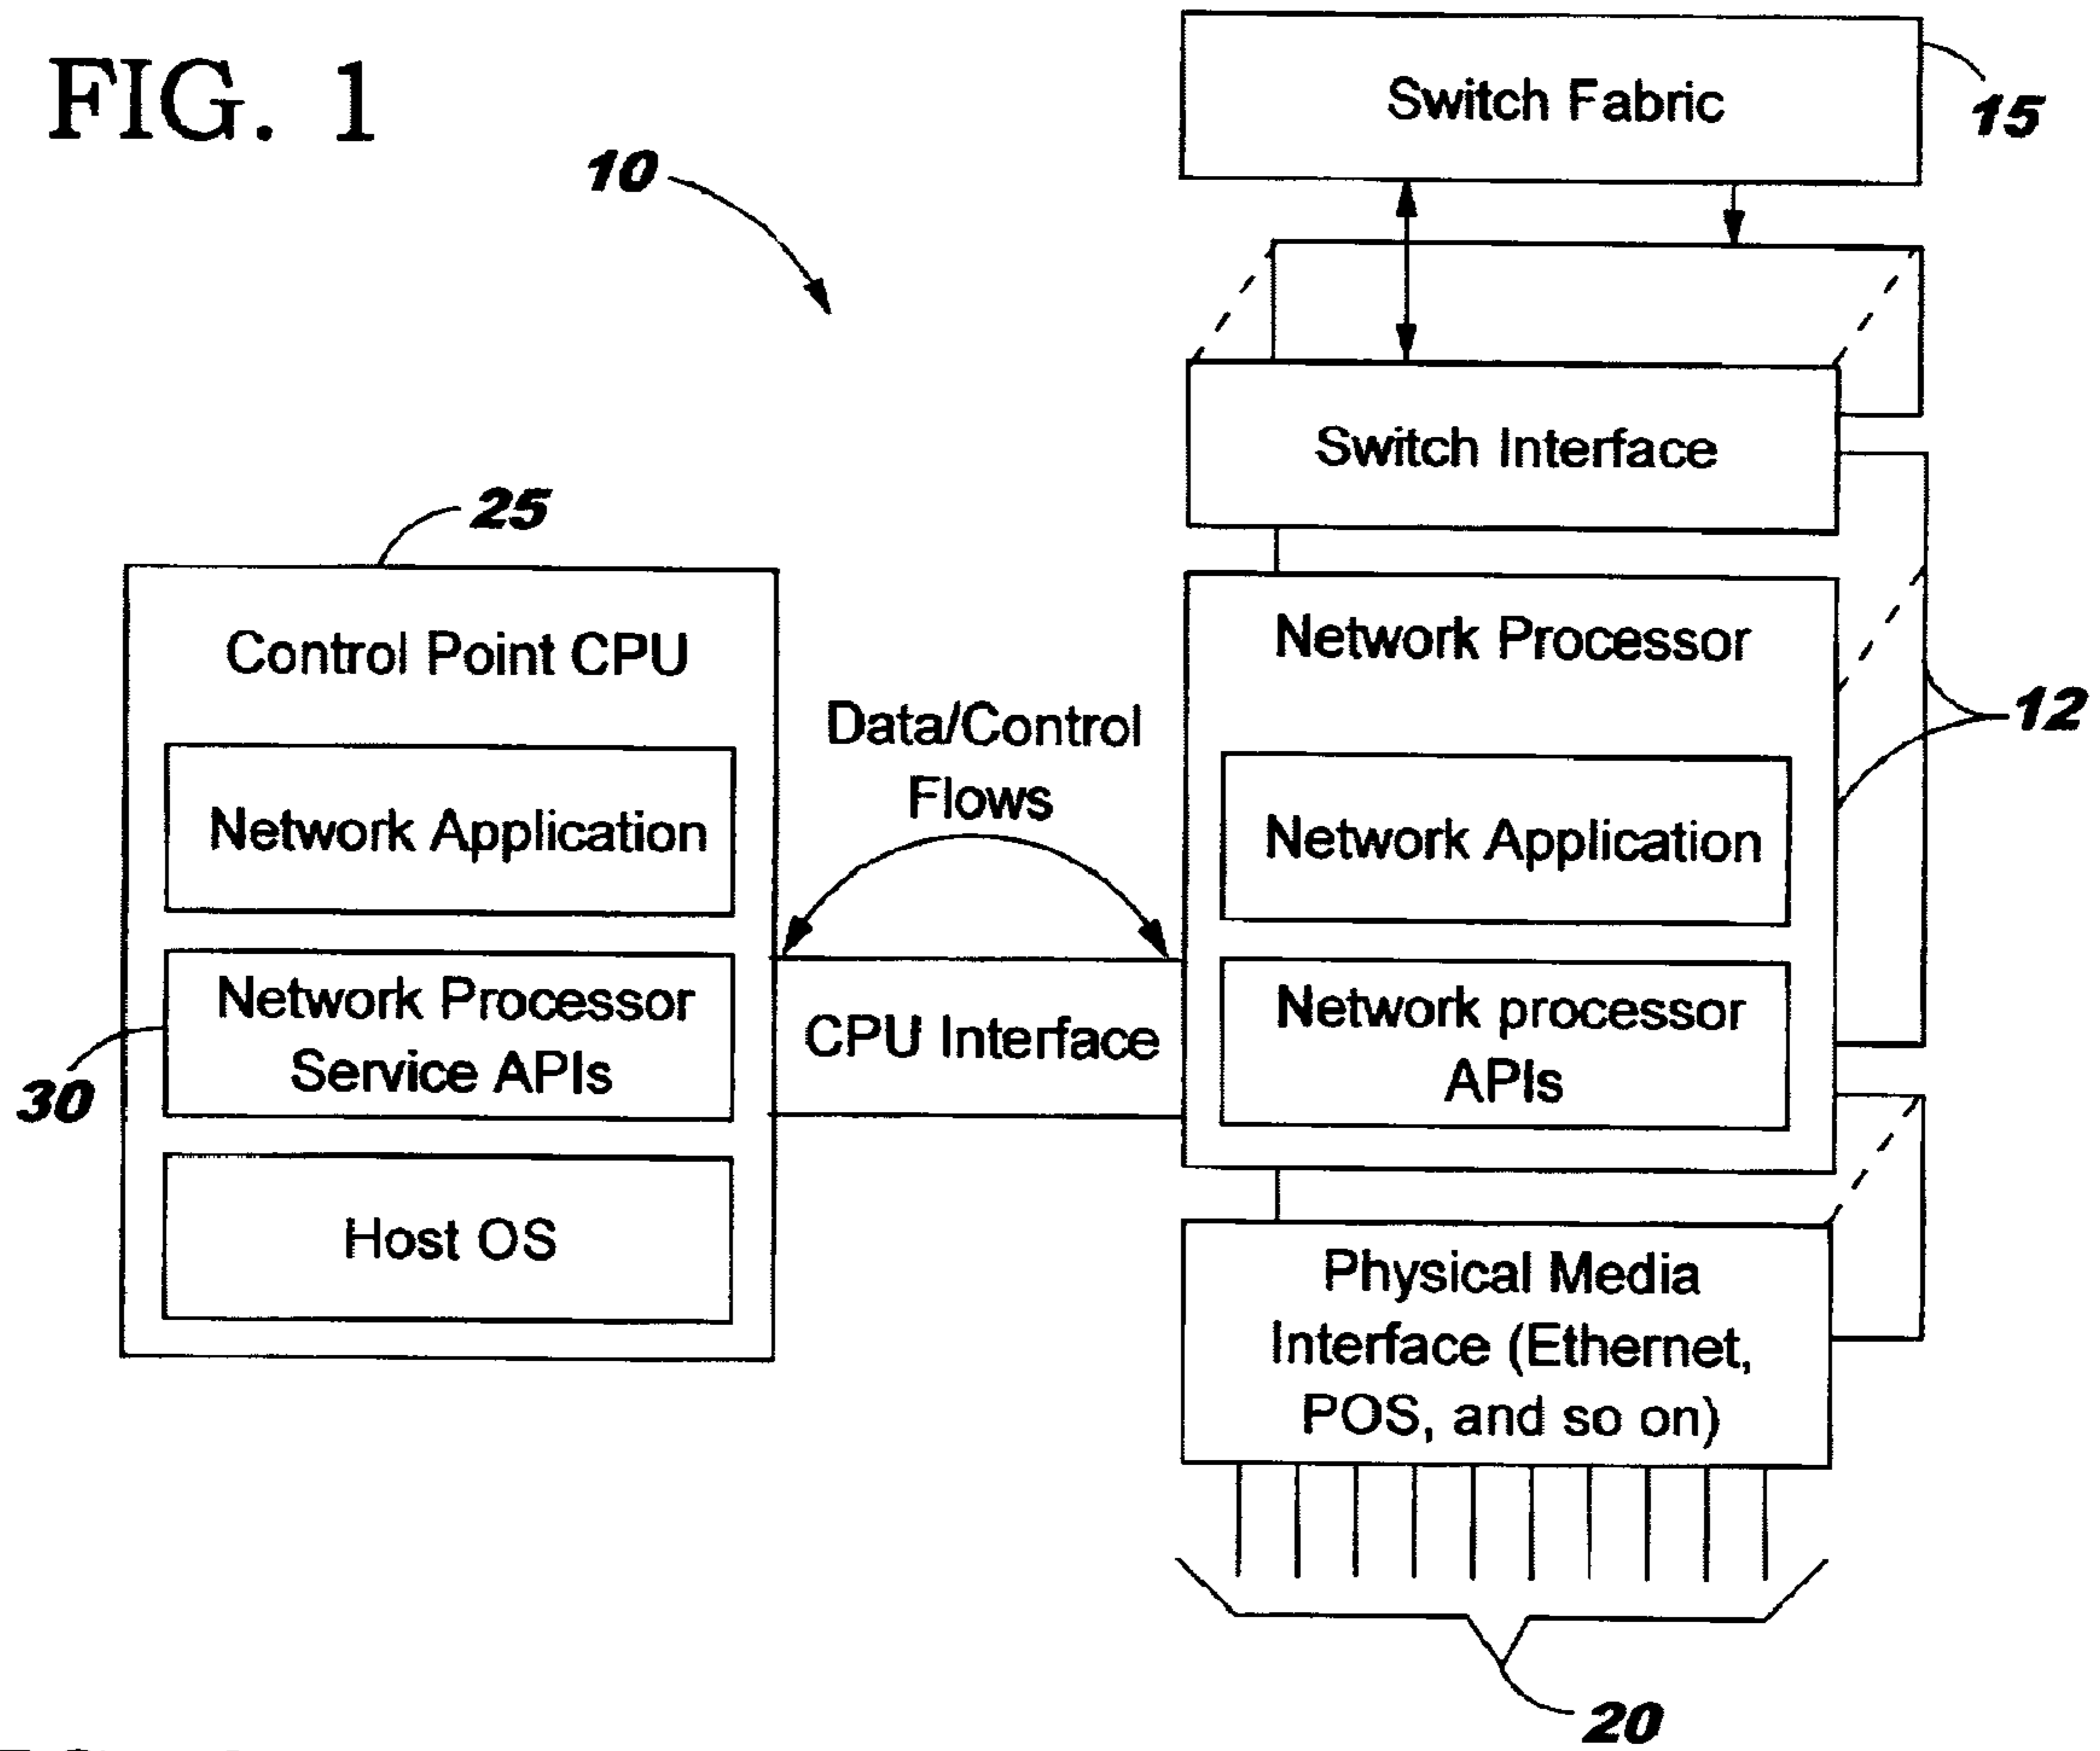 FIG. 1
10
Switch Fabric
15
Switch Interface
25
Control Point CPU
Network Application
Network Processor
Service APIs
30
Host OS
Data/Control
Flows
CPU Interface
Network Processor
12
Network Application
Network processor
APIs
Physical Media
Interface (Ethernet,
POS, and so on)
20